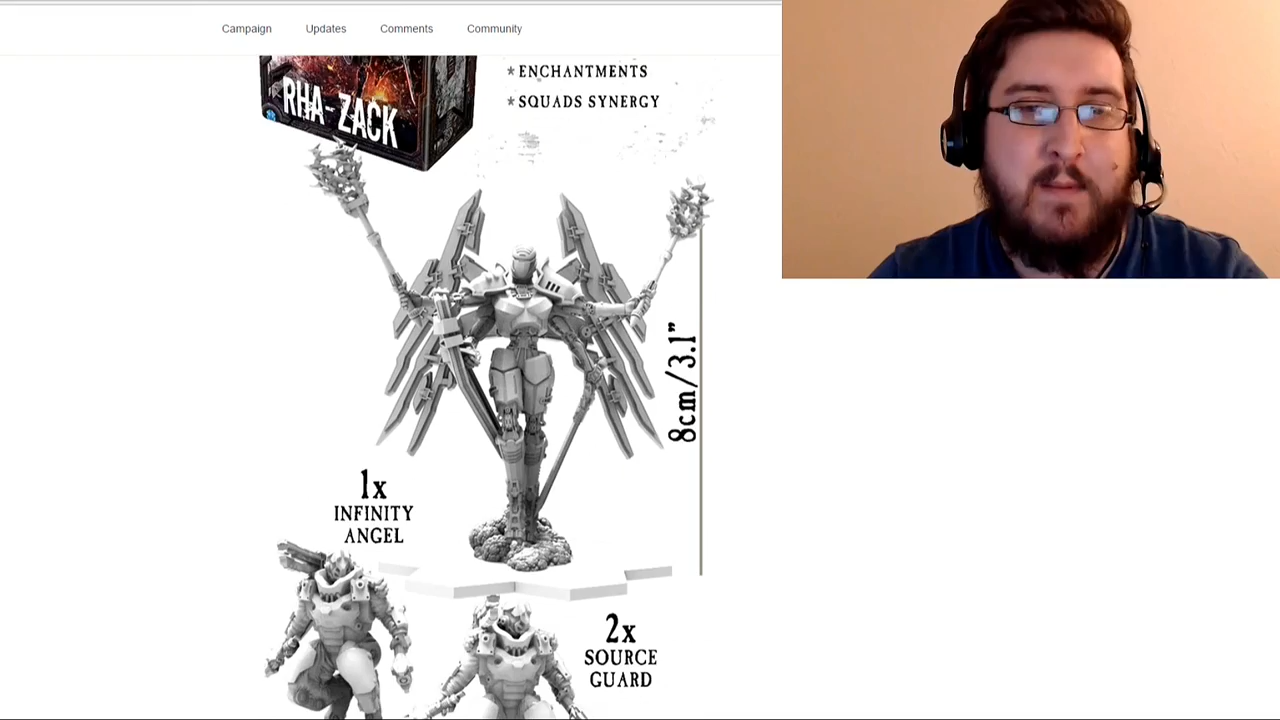 Campaign Updates Comments Community
RHA-ZACK
* ENCHANTMENTS
* SQUADS SYNERGY
8cm/3.1"
1x
INFINITY
ANGEL
2x
SOURCE
GUARD